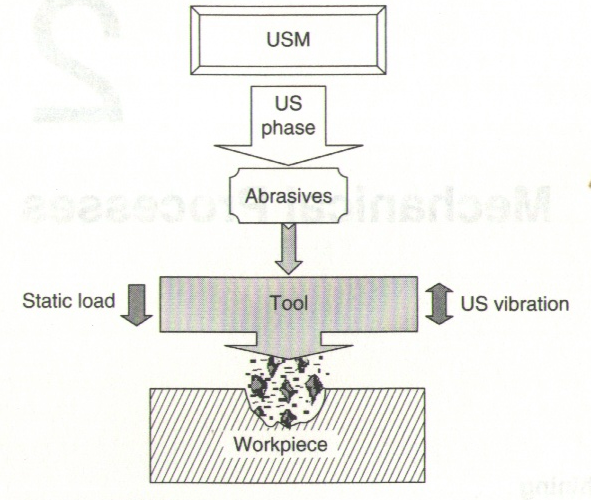 USM
US
phase
Abrasives
Static load
Tool
US vibration
Workpiece